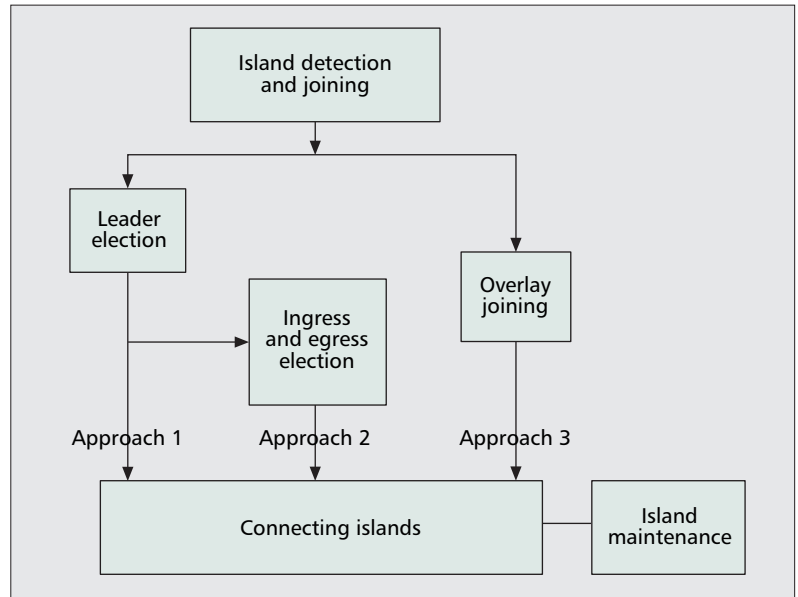 Island detection
and joining
Leader
election
Overlay
joining
Ingress
and egress
election
Approach 1
Approach 2
Approach 3
Connecting islands
Island
maintenance